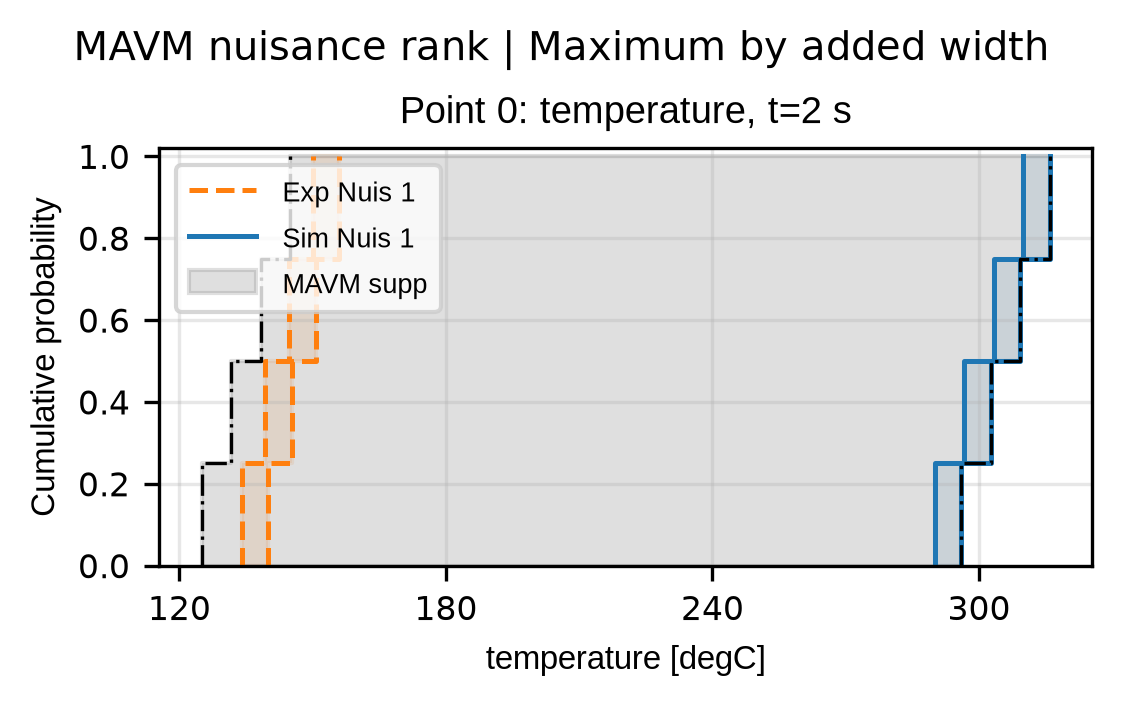 MAVM nuisance rank | Maximum by added width
Point 0: temperature, t=2 s
Cumulative probability
1.0
0.8
0.6
0.4
0.2
0.0
Exp Nuis 1
Sim Nuis 1
MAVM supp
120
180
240
300
temperature [degC]